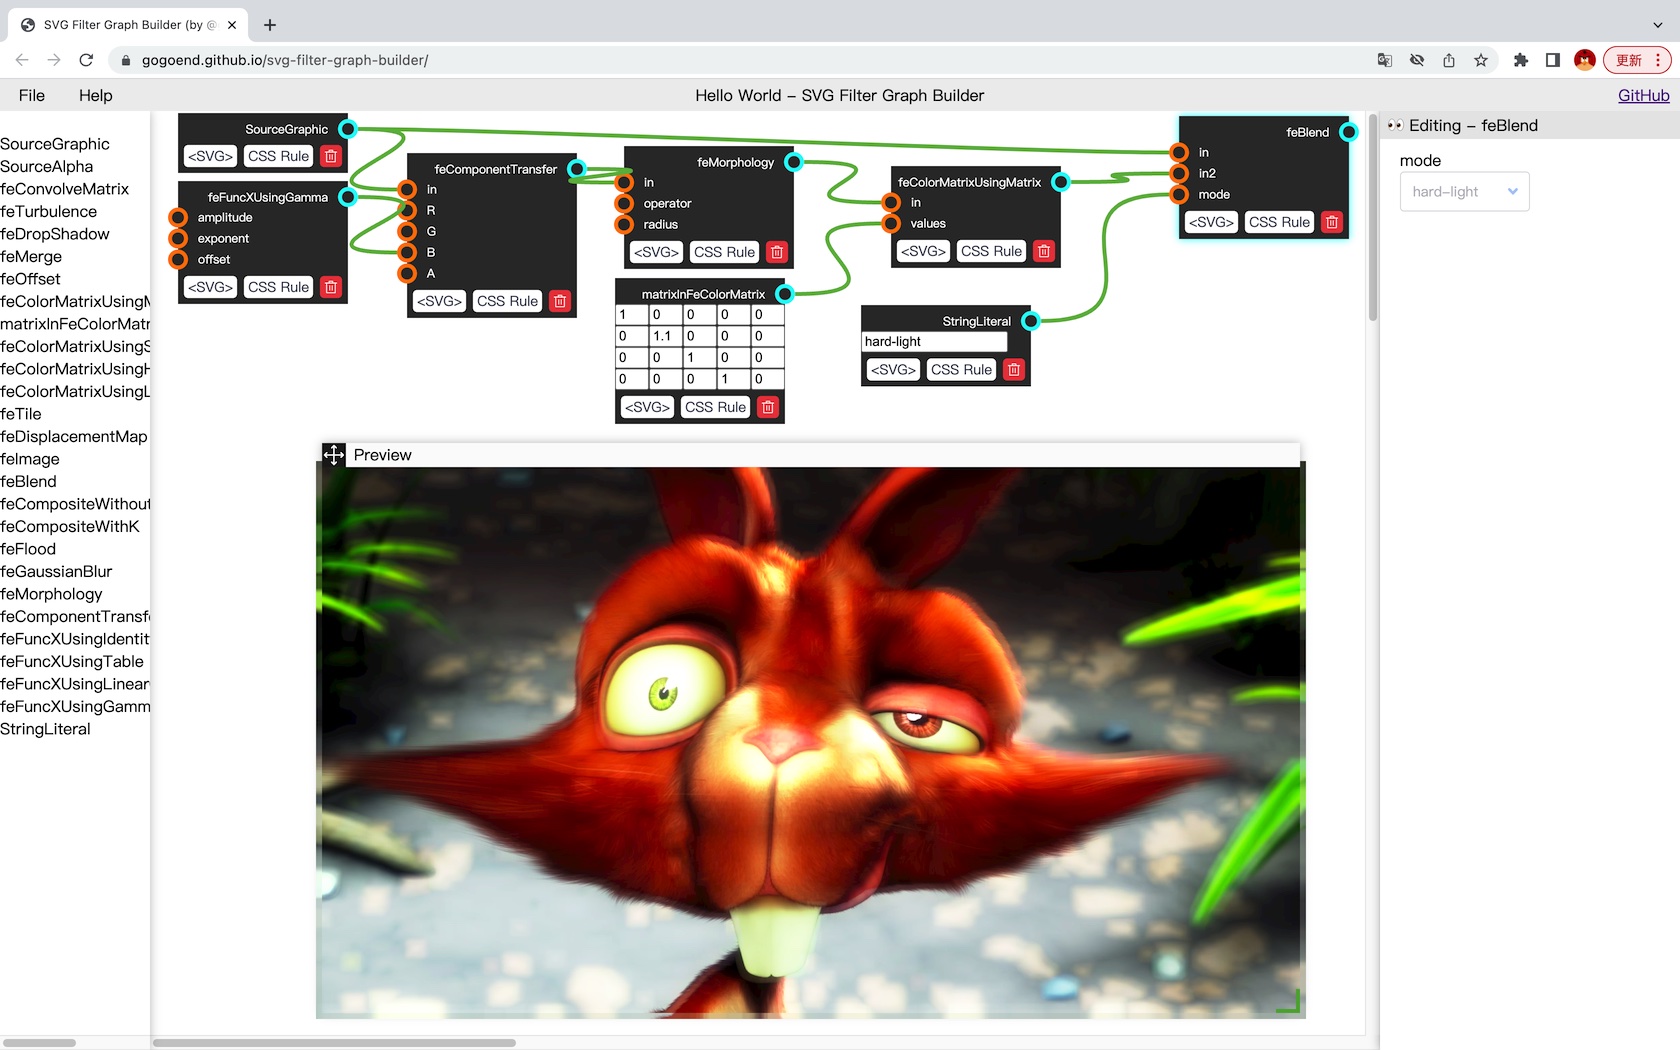 SVG Filter Graph Builder (by @
gogoend.github.io/svg-filter-graph-builder/
更新
File
Help
Hello World – SVG Filter Graph Builder
GitHub
SourceGraphic
SourceAlpha
feConvolveMatrix
feTurbulence
feDropShadow
feMerge
feOffset
feColorMatrixUsingM
matrixInFeColorMatr
feColorMatrixUsingS
feColorMatrixUsingH
feColorMatrixUsingL
feTile
feDisplacementMap
feImage
feBlend
feCompositeWithout
feCompositeWithK
feFlood
feGaussianBlur
feMorphology
feComponentTransfe
feFuncXUsingIdentit
feFuncXUsingTable
feFuncXUsingLinear
feFuncXUsingGamm
StringLiteral
SourceGraphic
<SVG> CSS Rule
feFuncXUsingGamma
amplitude
exponent
offset
<SVG> CSS Rule
feComponentTransfer
in
R
G
B
A
<SVG> CSS Rule
feMorphology
in
operator
radius
<SVG> CSS Rule
matrixInFeColorMatrix
1 0 0 0 0
0 1.1 0 0 0
0 0 1 0 0
0 0 0 1 0
<SVG> CSS Rule
feColorMatrixUsingMatrix
in
values
<SVG> CSS Rule
StringLiteral
hard-light
<SVG> CSS Rule
feBlend
in
in2
mode
<SVG> CSS Rule
Preview
👀 Editing – feBlend
mode
hard-light